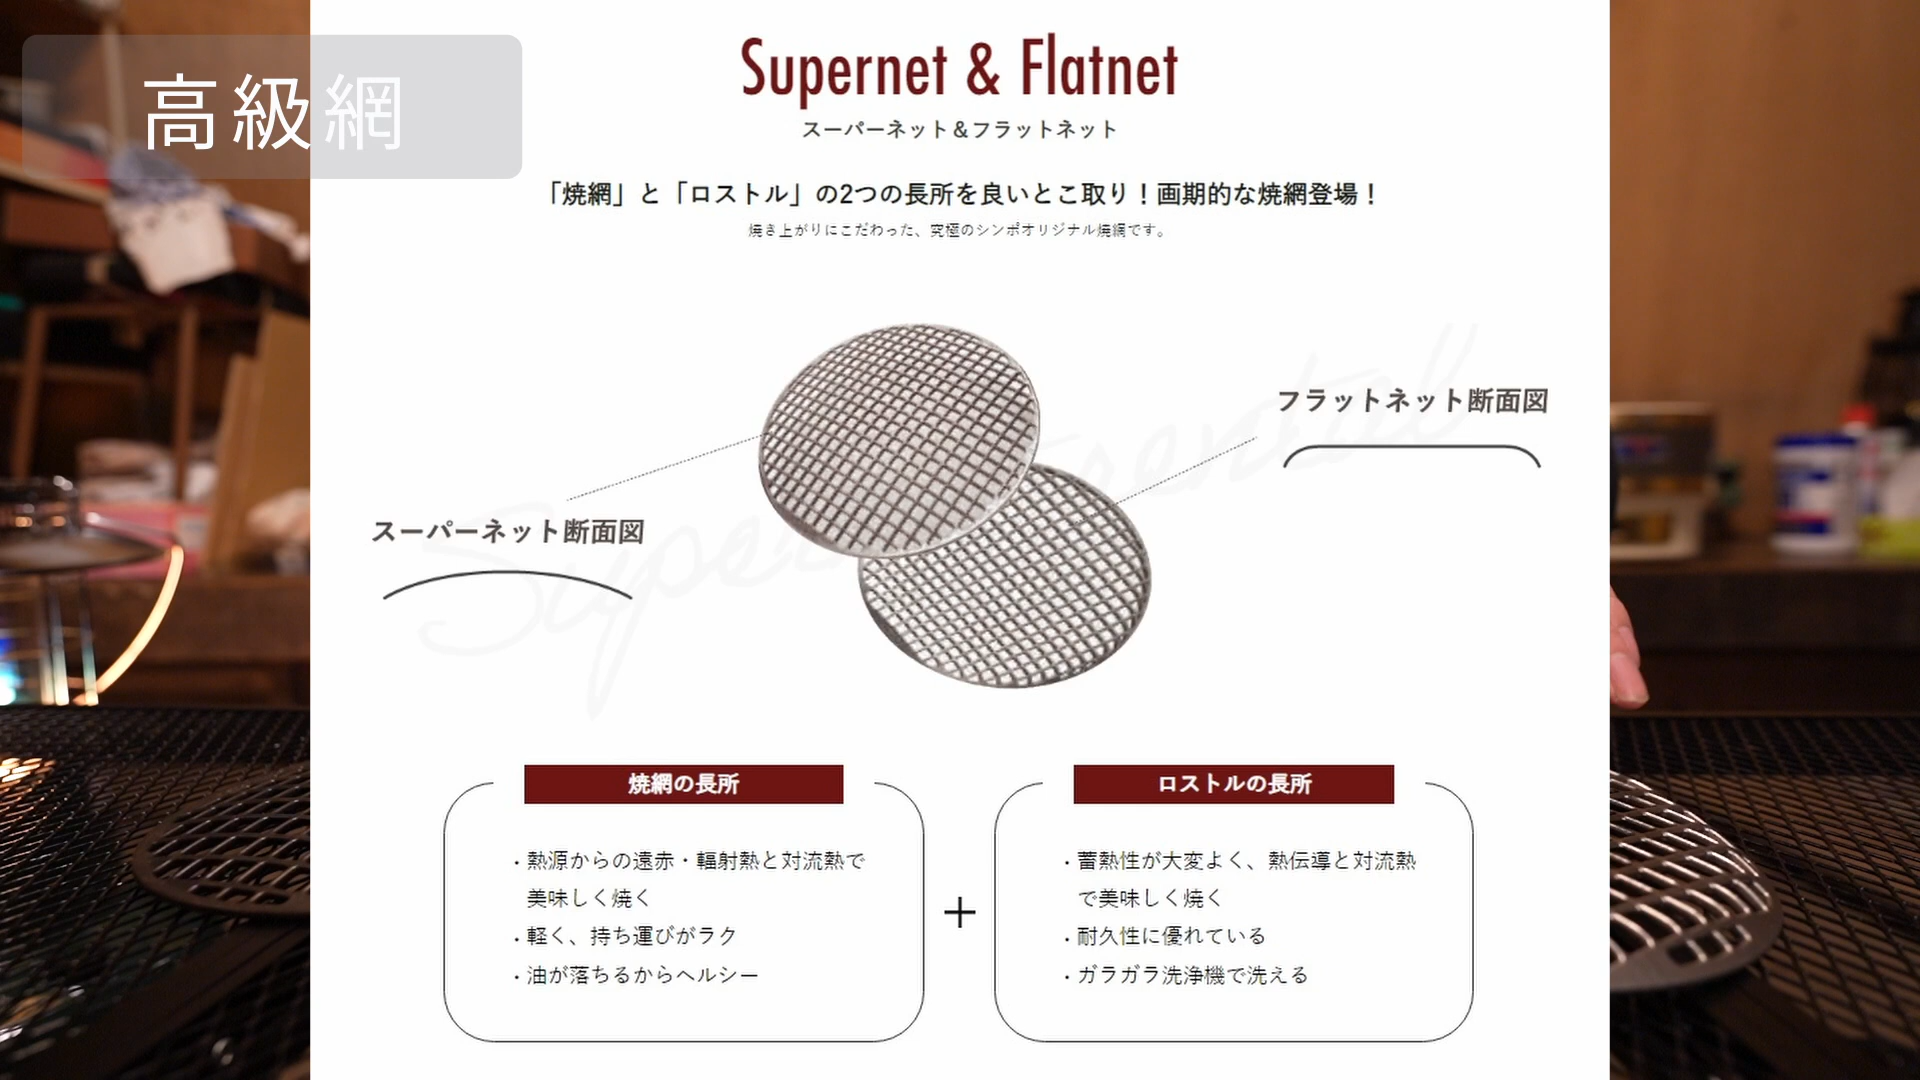 高級網
Supernet & Flatnet
スーパーネット＆フラットネット
「焼網」と「ロストル」の2つの長所を良いとこ取り！画期的な焼網登場！
焼き上がりにこだわった、究極のシンポオリジナル焼網です。
フラットネット断面図
スーパーネット断面図
焼網の長所
・熱源からの遠赤・輻射熱と対流熱で
美味しく焼く
・軽く、持ち運びがラク
・油が落ちるからヘルシー
+
ロストルの長所
・蓄熱性が大変よく、熱伝導と対流熱
で美味しく焼く
・耐久性に優れている
・ガラガラ洗浄機で洗える